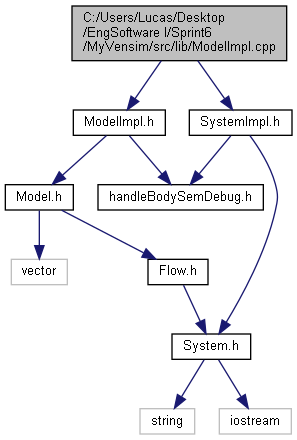 C:/Users/Lucas/Desktop
/EngSoftware I/Sprint6
/MyVensim/src/lib/ModelImpl.cpp
ModelImpl.h
SystemImpl.h
Model.h
handleBodySemDebug.h
vector
Flow.h
System.h
string
iostream